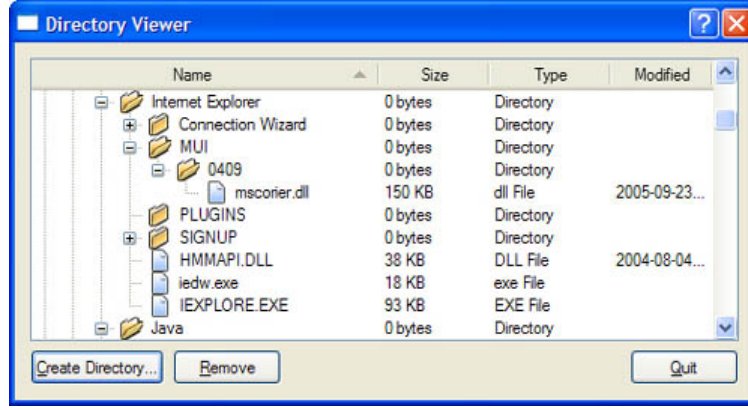 Directory Viewer
Name Size Type Modified
Internet Explorer 0 bytes Directory
Connection Wizard 0 bytes Directory
MUI 0 bytes Directory
0409 0 bytes Directory
mscorier.dll 150 KB dll File 2005-09-23...
PLUGINS 0 bytes Directory
SIGNUP 0 bytes Directory
HMMAPI.DLL 38 KB DLL File 2004-08-04...
iedw.exe 18 KB exe File
IEXPLORE.EXE 93 KB EXE File
Java 0 bytes Directory
Create Directory... Remove Quit